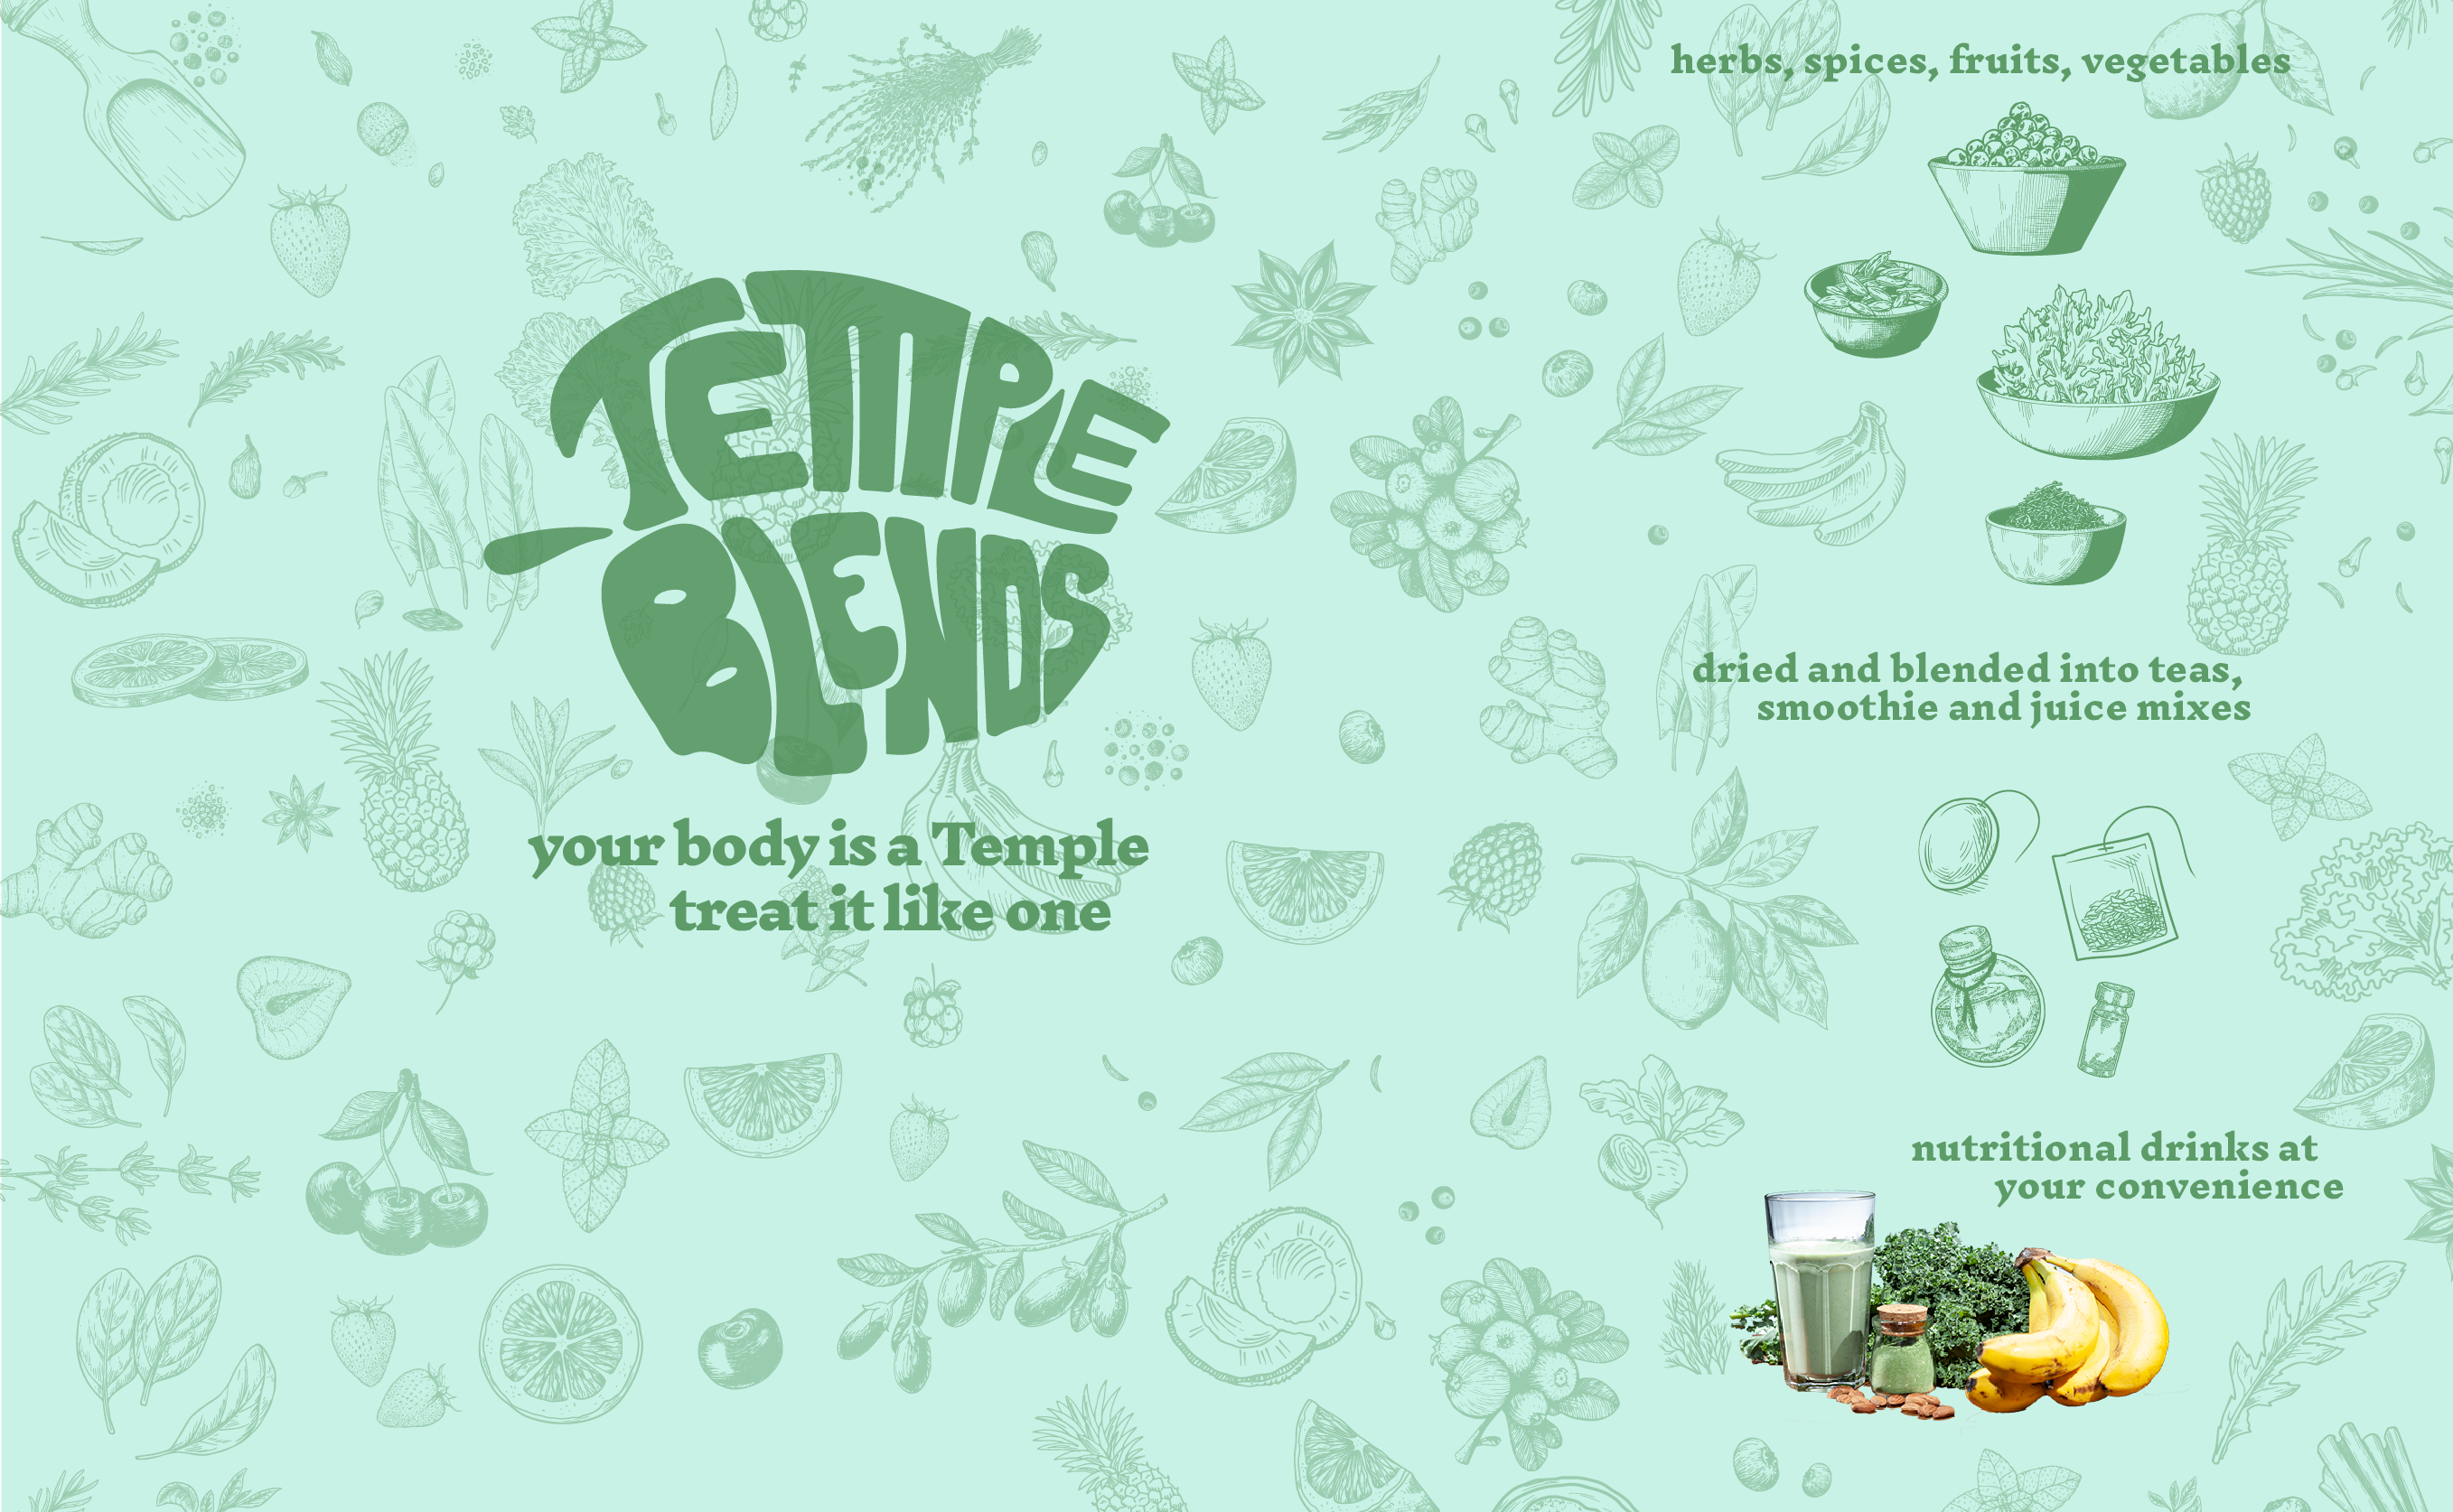 TEMPLE
BLENDS
your body is a Temple
treat it like one
herbs, spices, fruits, vegetables
dried and blended into teas,
smoothie and juice mixes
nutritional drinks at
your convenience